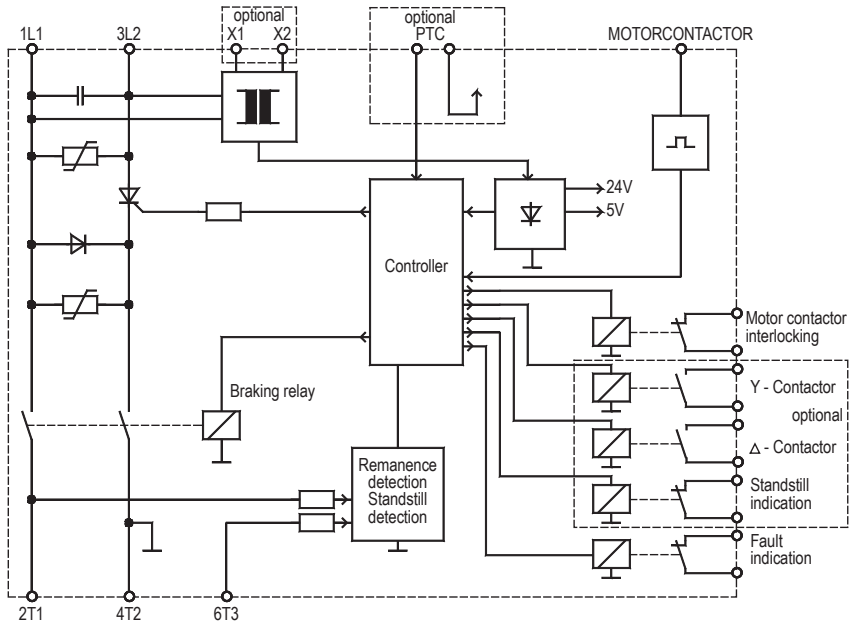 optional
optional
1L1
3L2
X1
X2
PTC
MOTORCONTACTOR
24V
5V
Controller
Motor contactor
interlocking
Braking relay
Y - Contactor
optional
Δ - Contactor
Remanence
detection
Standstill
detection
Standstill
indication
Fault
indication
2T1
4T2
6T3